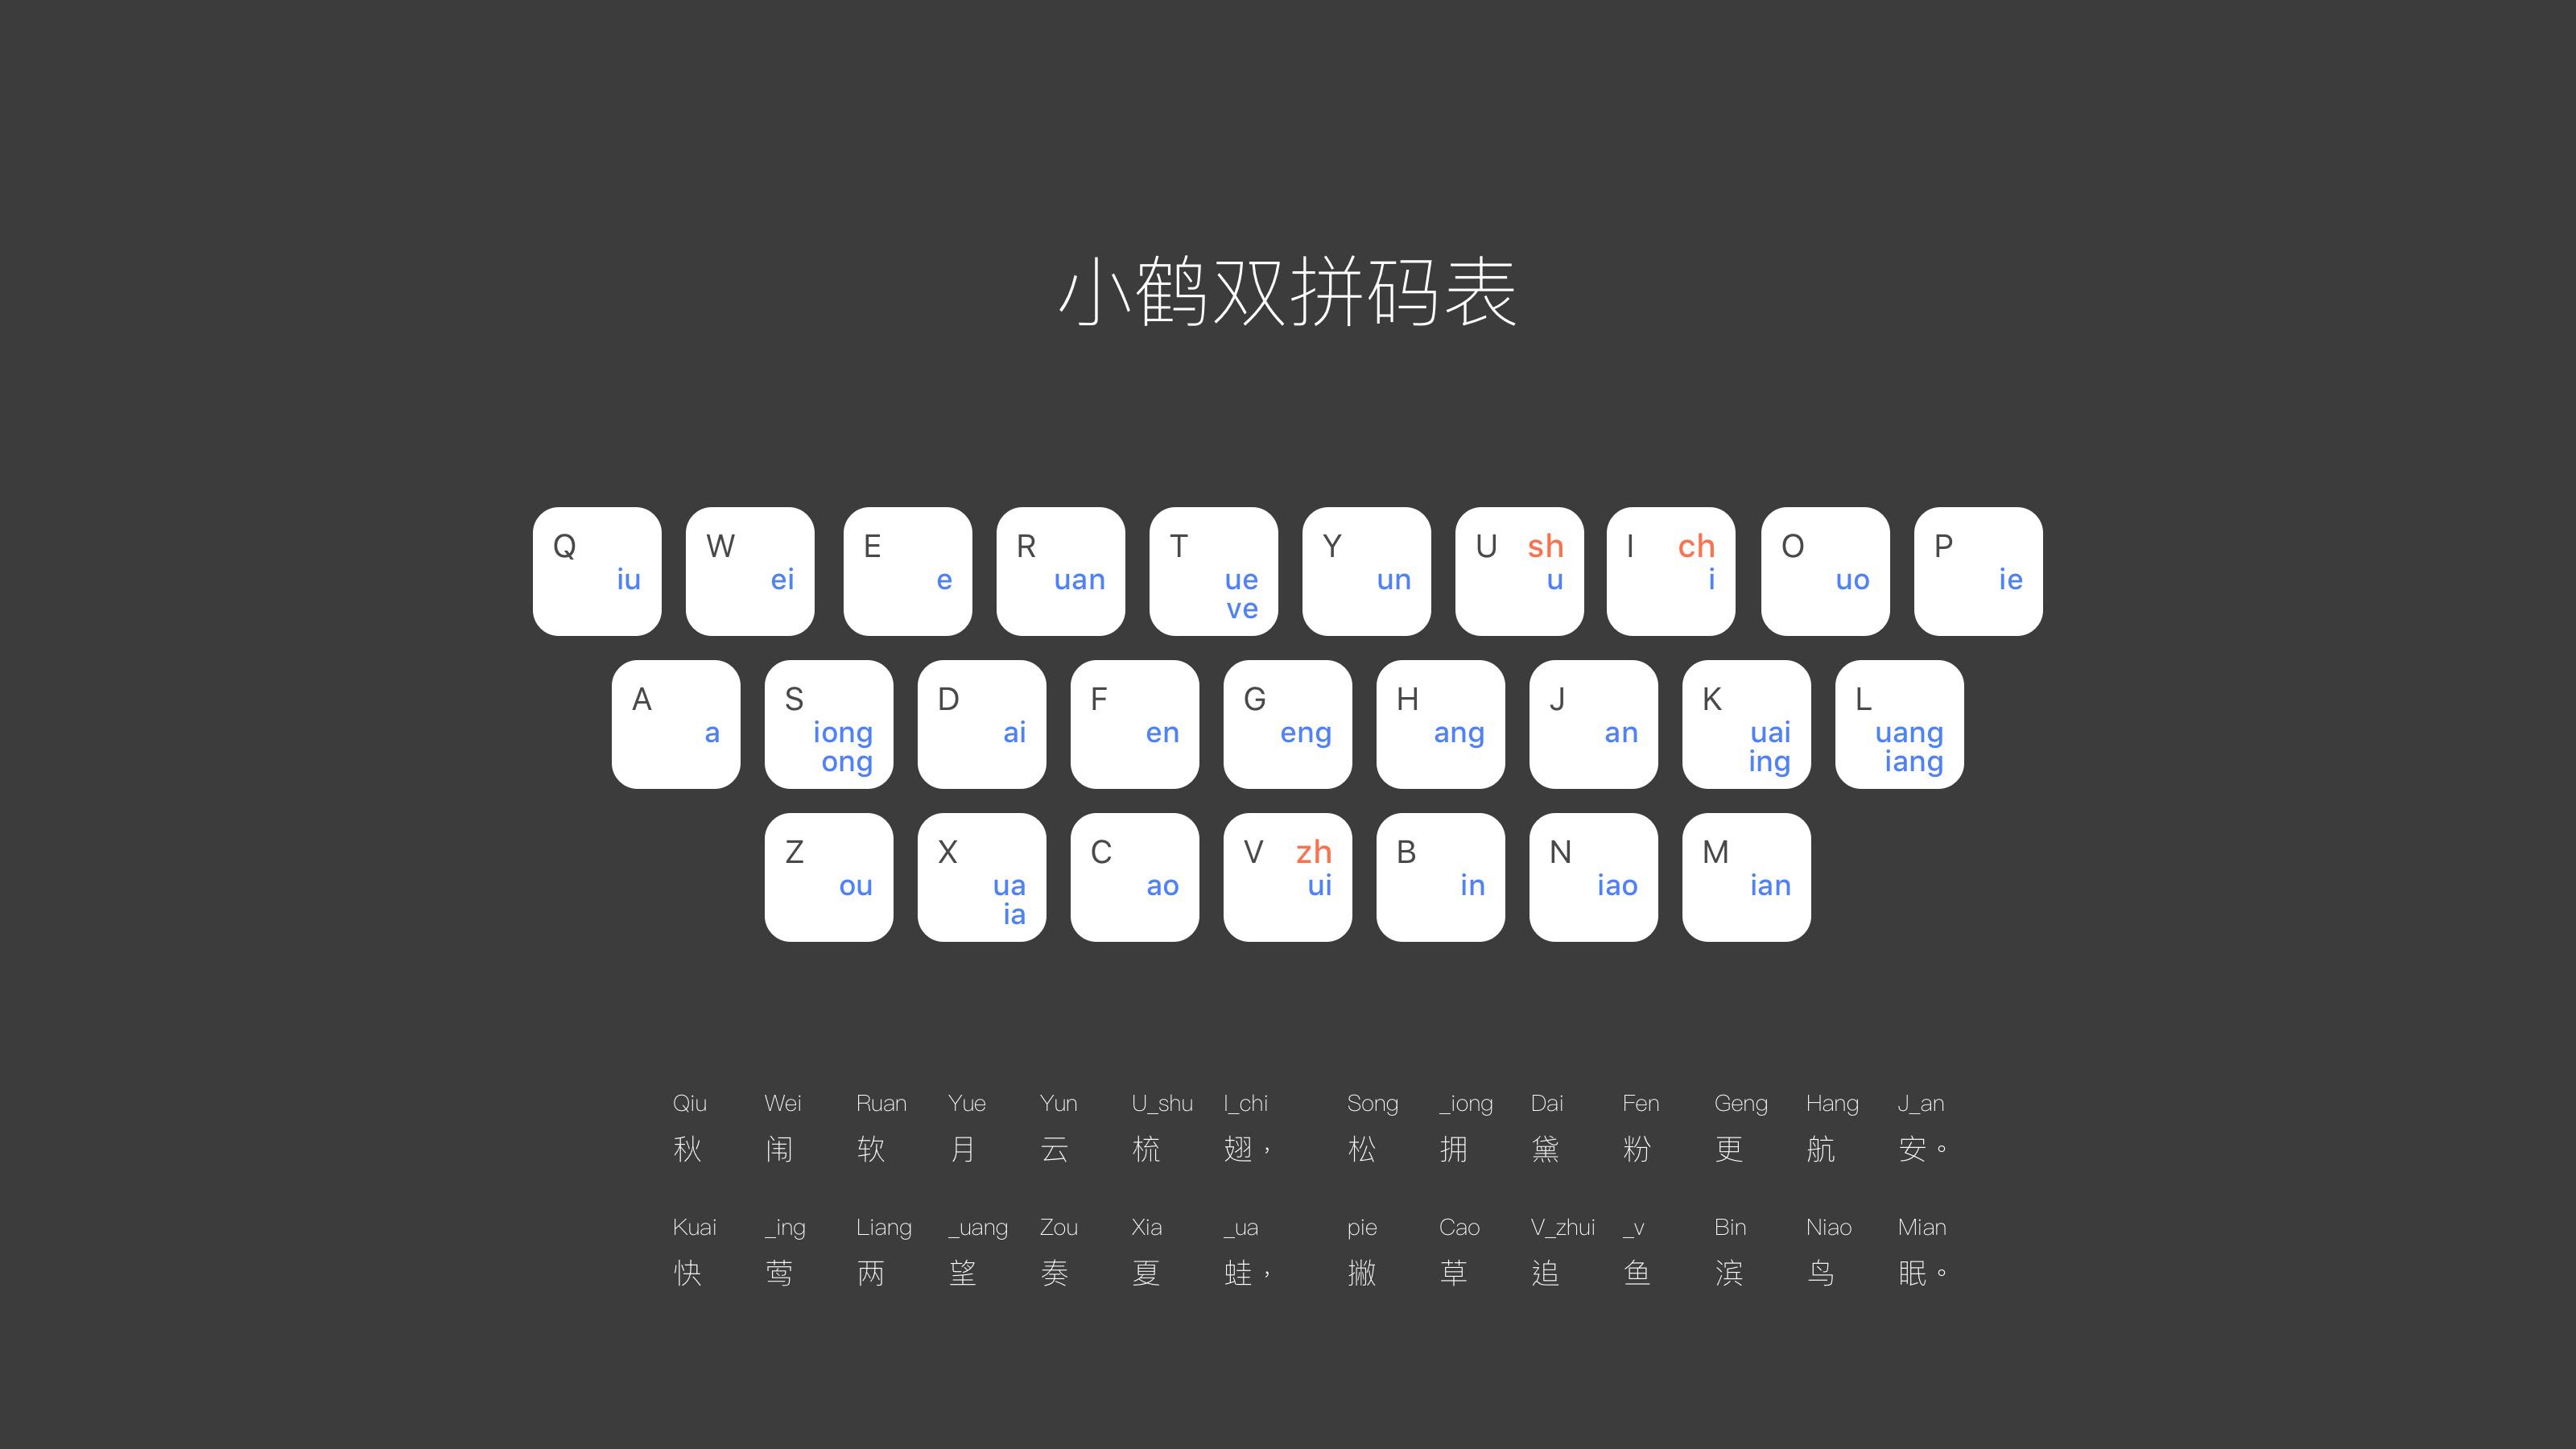 小鹤双拼码表
Q W E R T Y U sh I ch O P
iu ei e uan ue un u i uo ie
ve
A S D F G H J K L
a iong ai en eng ang an uai uang
ong ing iang
Z X C V zh B N M
ou ua ao ui in iao ian
ia
Qiu Wei Ruan Yue Yun U_shu I_chi Song _iong Dai Fen Geng Hang J_an
秋 闱 软 月 云 梳 翅， 松 拥 黛 粉 更 航 安。
Kuai _ing Liang _uang Zou Xia _ua pie Cao V_zhui _v Bin Niao Mian
快 莺 两 望 奏 夏 蛙， 撇 草 追 鱼 滨 鸟 眠。